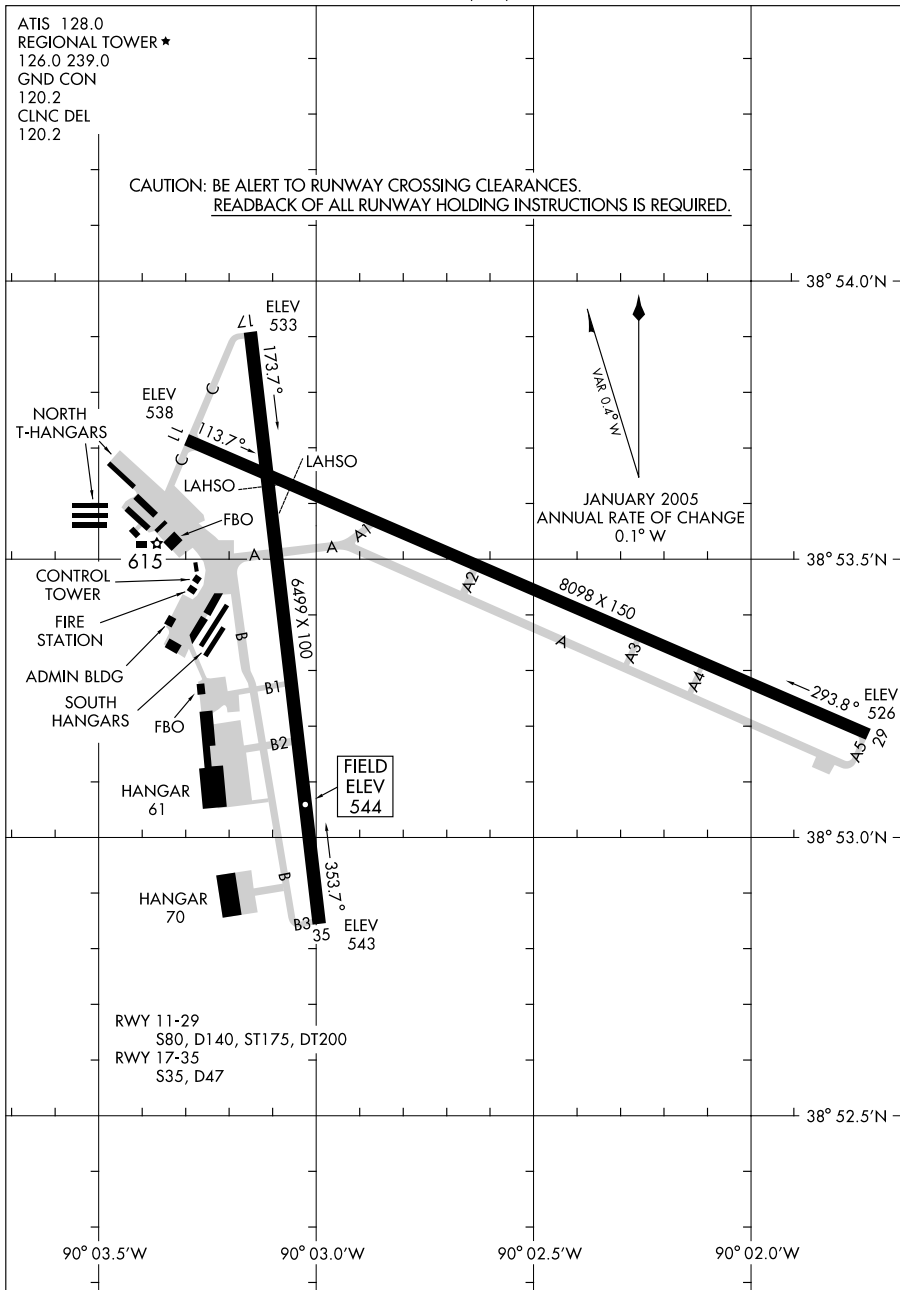 ATIS 128.0
REGIONAL TOWER ★
126.0 239.0
GND CON
120.2
CLNC DEL
120.2
CAUTION: BE ALERT TO RUNWAY CROSSING CLEARANCES.
READBACK OF ALL RUNWAY HOLDING INSTRUCTIONS IS REQUIRED.
38° 54.0'N
17
ELEV
533
173.7°
C
ELEV
538
11
113.7°
C
VAR 0.4° W
JANUARY 2005
ANNUAL RATE OF CHANGE
0.1° W
NORTH
T-HANGARS
LAHSO
LAHSO
FBO
615
A
A
A1
38° 53.5'N
CONTROL
TOWER
FIRE
STATION
ADMIN BLDG
SOUTH
HANGARS
FBO
6499 X 100
8098 X 150
A2
A
A3
A4
293.8°
ELEV
526
29
A5
B
B1
B2
HANGAR
61
FIELD
ELEV
544
38° 53.0'N
353.7°
B
HANGAR
70
B3
35
ELEV
543
RWY 11-29
S80, D140, ST175, DT200
RWY 17-35
S35, D47
38° 52.5'N
90° 03.5'W
90° 03.0'W
90° 02.5'W
90° 02.0'W